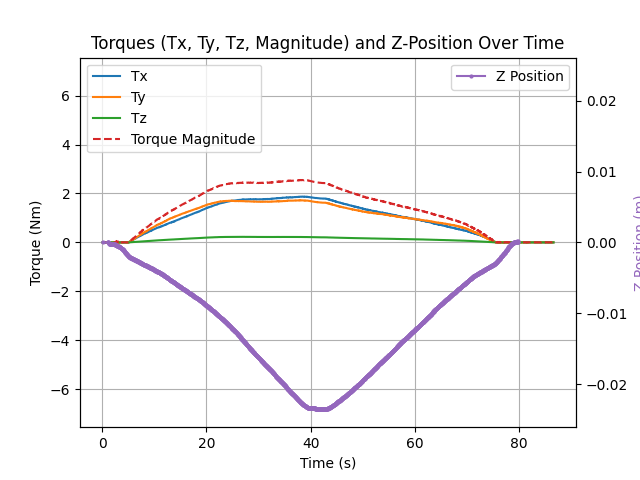 Torques (Tx, Ty, Tz, Magnitude) and Z-Position Over Time
Tx
Ty
Tz
Torque Magnitude
Z Position
6
4
2
0
−2
−4
−6
Torque (Nm)
0.02
0.01
0.00
−0.01
−0.02
Z Position (m)
0
20
40
60
80
Time (s)